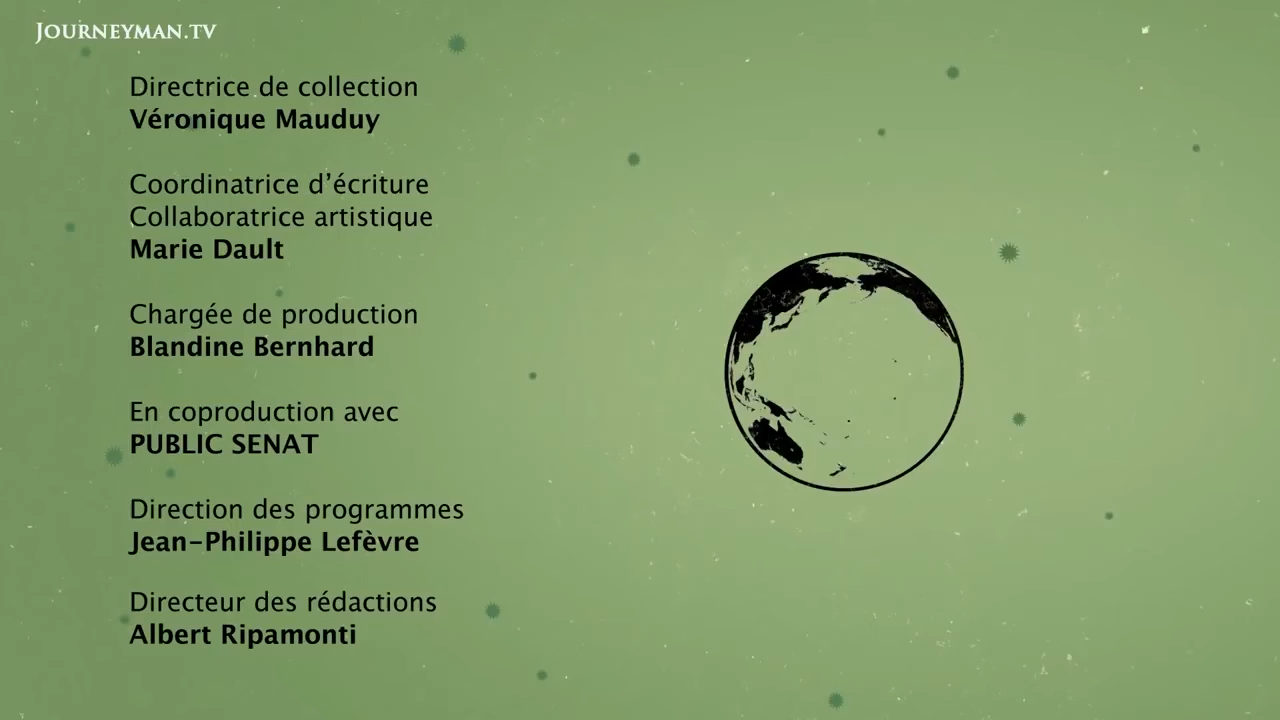 JOURNEYMAN.TV
Directrice de collection
Véronique Mauduy
Coordinatrice d’écriture
Collaboratrice artistique
Marie Dault
Chargée de production
Blandine Bernhard
En coproduction avec
PUBLIC SENAT
Direction des programmes
Jean-Philippe Lefèvre
Directeur des rédactions
Albert Ripamonti